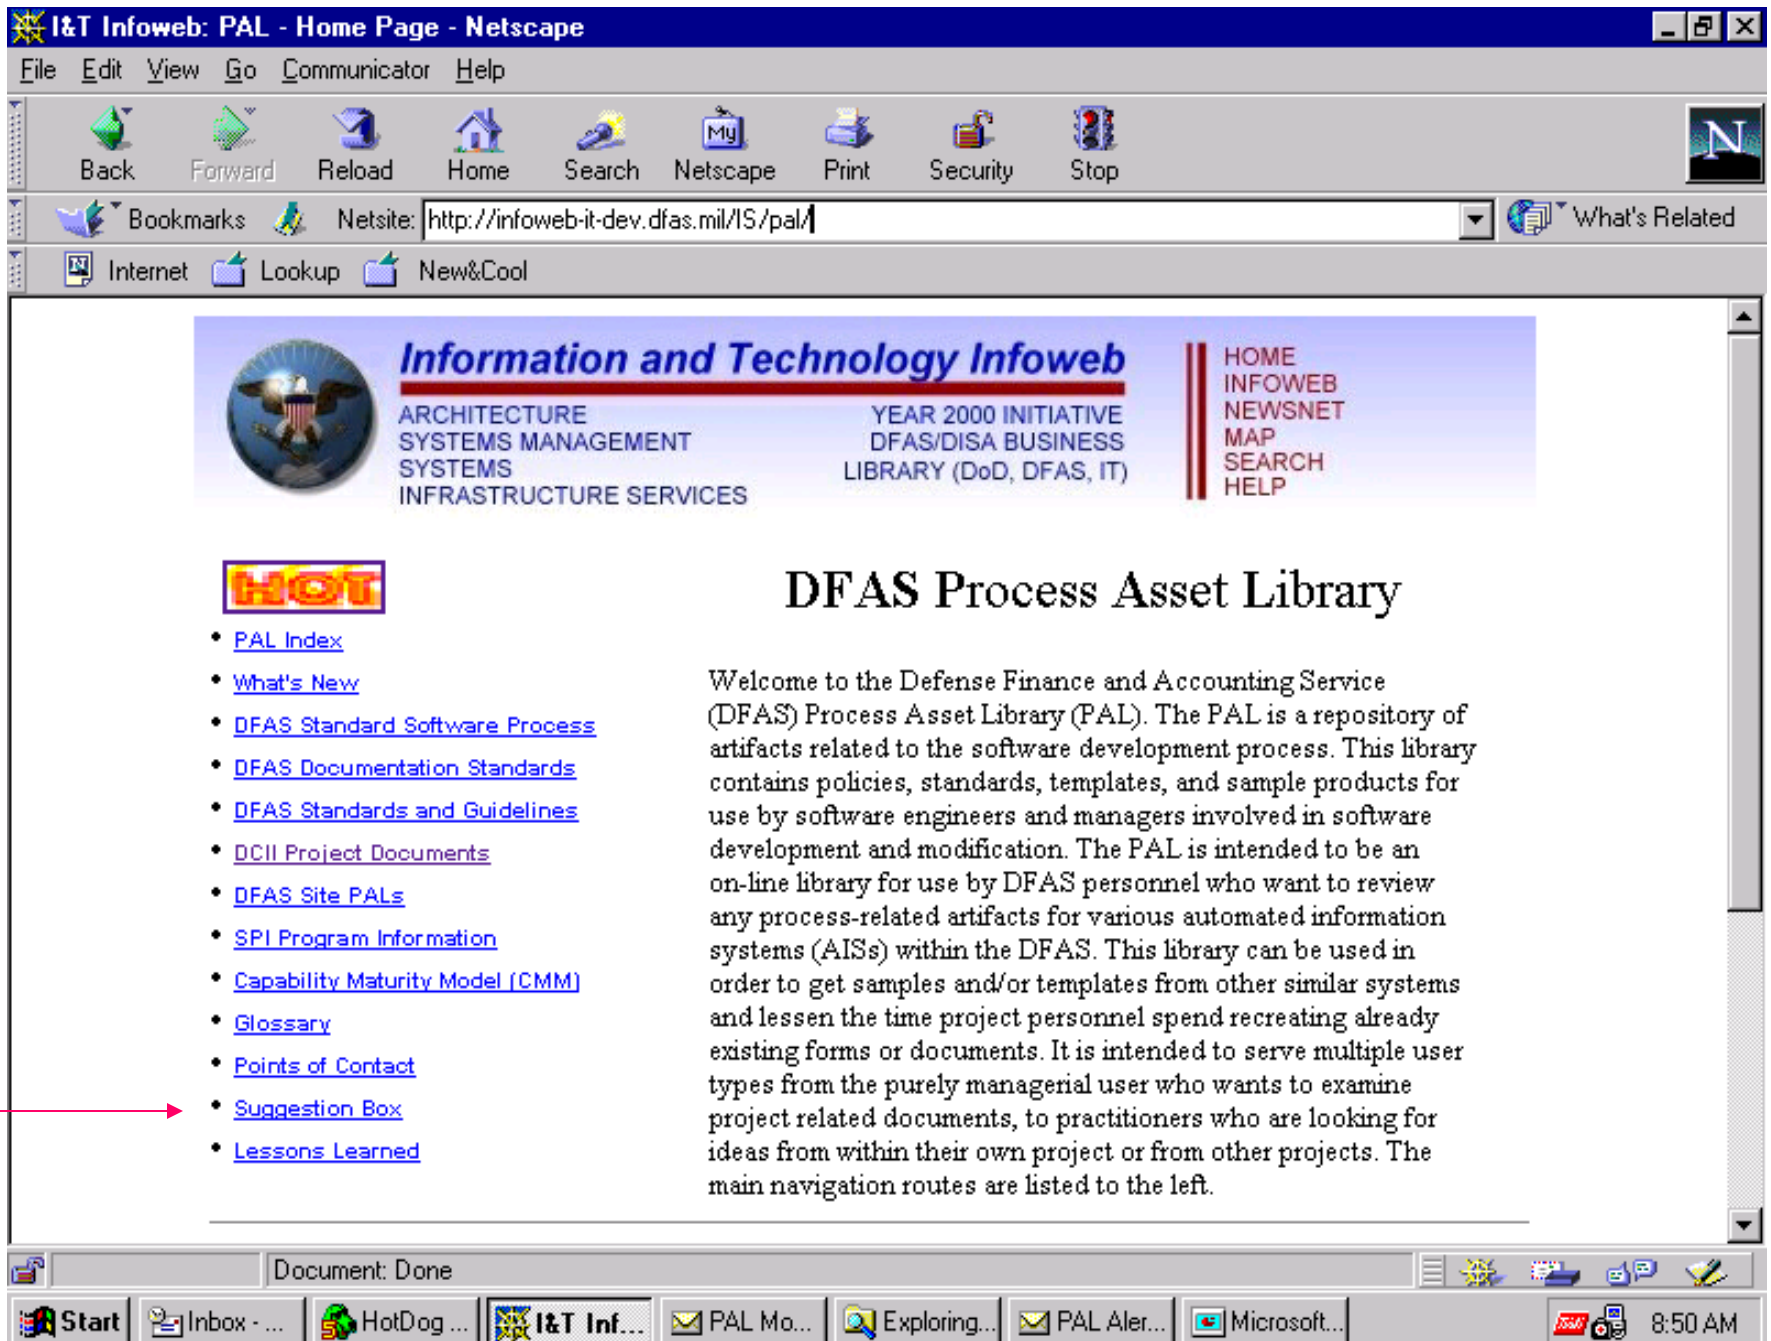 I&T Infoweb: PAL - Home Page - Netscape
File Edit View Go Communicator Help
Back Forward Reload Home Search Netscape Print Security Stop
My
N
Bookmarks Netsite: http://infoweb-it-dev.dfas.mil/IS/pal/ What's Related
Internet Lookup New&Cool
Information and Technology Infoweb
ARCHITECTURE
SYSTEMS MANAGEMENT
SYSTEMS
INFRASTRUCTURE SERVICES
YEAR 2000 INITIATIVE
DFAS/DISA BUSINESS
LIBRARY (DoD, DFAS, IT)
HOME
INFOWEB
NEWSNET
MAP
SEARCH
HELP
HOT
PAL Index
What's New
DFAS Standard Software Process
DFAS Documentation Standards
DFAS Standards and Guidelines
DCII Project Documents
DFAS Site PALs
SPI Program Information
Capability Maturity Model (CMM)
Glossary
Points of Contact
Suggestion Box
Lessons Learned
DFAS Process Asset Library
Welcome to the Defense Finance and Accounting Service
(DFAS) Process Asset Library (PAL). The PAL is a repository of
artifacts related to the software development process. This library
contains policies, standards, templates, and sample products for
use by software engineers and managers involved in software
development and modification. The PAL is intended to be an
on-line library for use by DFAS personnel who want to review
any process-related artifacts for various automated information
systems (AISs) within the DFAS. This library can be used in
order to get samples and/or templates from other similar systems
and lessen the time project personnel spend recreating already
existing forms or documents. It is intended to serve multiple user
types from the purely managerial user who wants to examine
project related documents, to practitioners who are looking for
ideas from within their own project or from other projects. The
main navigation routes are listed to the left.
Document: Done
Start Inbox - ... HotDog ... I&T Inf... PAL Mo... Exploring... PAL Aler... Microsoft... 8:50 AM